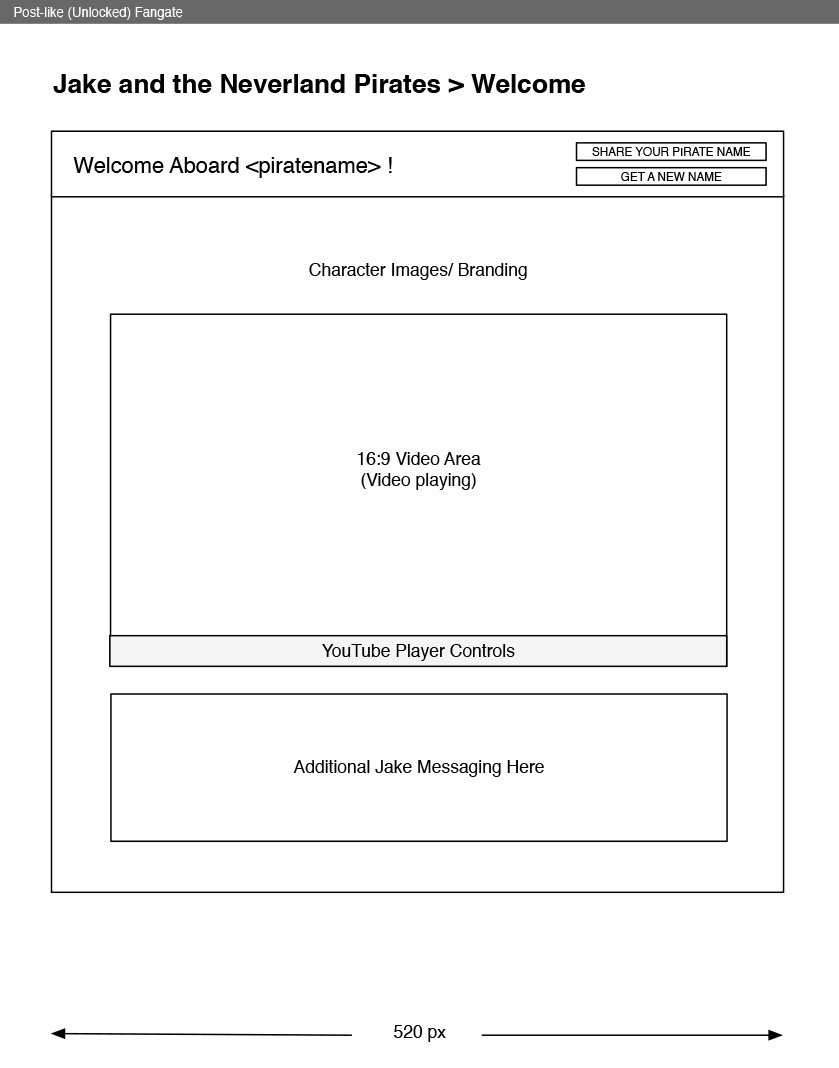 Post-like (Unlocked) Fangate
Jake and the Neverland Pirates > Welcome
Welcome Aboard <piratename> !
SHARE YOUR PIRATE NAME
GET A NEW NAME
Character Images/ Branding
16:9 Video Area
(Video playing)
YouTube Player Controls
Additional Jake Messaging Here
520 px